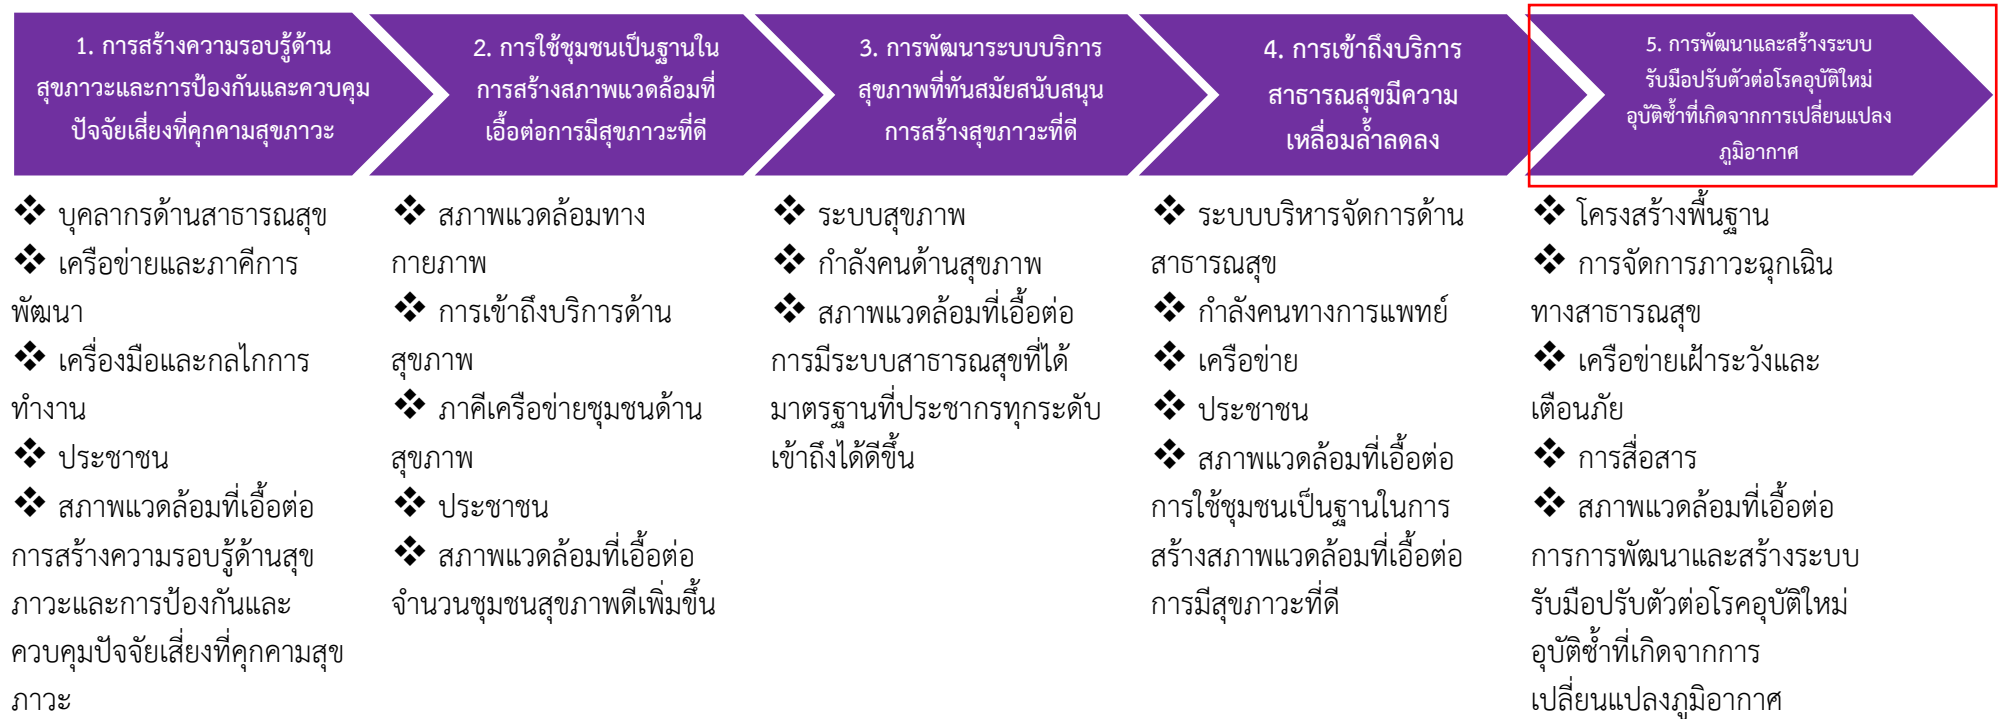 1. การสร้างความรอบรู้ด้าน
สุขภาวะและการป้องกันและควบคุม
ปัจจัยเสี่ยงที่คุกคามสุขภาวะ
2. การใช้ชุมชนเป็นฐานใน
การสร้างสภาพแวดล้อมที่
เอื้อต่อการมีสุขภาวะที่ดี
3. การพัฒนาระบบบริการ
สุขภาพที่ทันสมัยสนับสนุน
การสร้างสุขภาวะที่ดี
4. การเข้าถึงบริการ
สาธารณสุขมีความ
เหลื่อมล้ำลดลง
5. การพัฒนาและสร้างระบบ
รับมือปรับตัวต่อโรคอุบัติใหม่
อุบัติซ้ำที่เกิดจากการเปลี่ยนแปลง
ภูมิอากาศ
❖ บุคลากรด้านสาธารณสุข
❖ เครือข่ายและภาคีการ
พัฒนา
❖ เครื่องมือและกลไกการ
ทำงาน
❖ ประชาชน
❖ สภาพแวดล้อมที่เอื้อต่อ
การสร้างความรอบรู้ด้านสุข
ภาวะและการป้องกันและ
ควบคุมปัจจัยเสี่ยงที่คุกคามสุข
ภาวะ
❖ สภาพแวดล้อมทาง
กายภาพ
❖ การเข้าถึงบริการด้าน
สุขภาพ
❖ ภาคีเครือข่ายชุมชนด้าน
สุขภาพ
❖ ประชาชน
❖ สภาพแวดล้อมที่เอื้อต่อ
จำนวนชุมชนสุขภาพดีเพิ่มขึ้น
❖ ระบบสุขภาพ
❖ กำลังคนด้านสุขภาพ
❖ สภาพแวดล้อมที่เอื้อต่อ
การมีระบบสาธารณสุขที่ได้
มาตรฐานที่ประชากรทุกระดับ
เข้าถึงได้ดีขึ้น
❖ ระบบบริหารจัดการด้าน
สาธารณสุข
❖ กำลังคนทางการแพทย์
❖ เครือข่าย
❖ ประชาชน
❖ สภาพแวดล้อมที่เอื้อต่อ
การใช้ชุมชนเป็นฐานในการ
สร้างสภาพแวดล้อมที่เอื้อต่อ
การมีสุขภาวะที่ดี
❖ โครงสร้างพื้นฐาน
❖ การจัดการภาวะฉุกเฉิน
ทางสาธารณสุข
❖ เครือข่ายเฝ้าระวังและ
เตือนภัย
❖ การสื่อสาร
❖ สภาพแวดล้อมที่เอื้อต่อ
การการพัฒนาและสร้างระบบ
รับมือปรับตัวต่อโรคอุบัติใหม่
อุบัติซ้ำที่เกิดจากการ
เปลี่ยนแปลงภูมิอากาศ